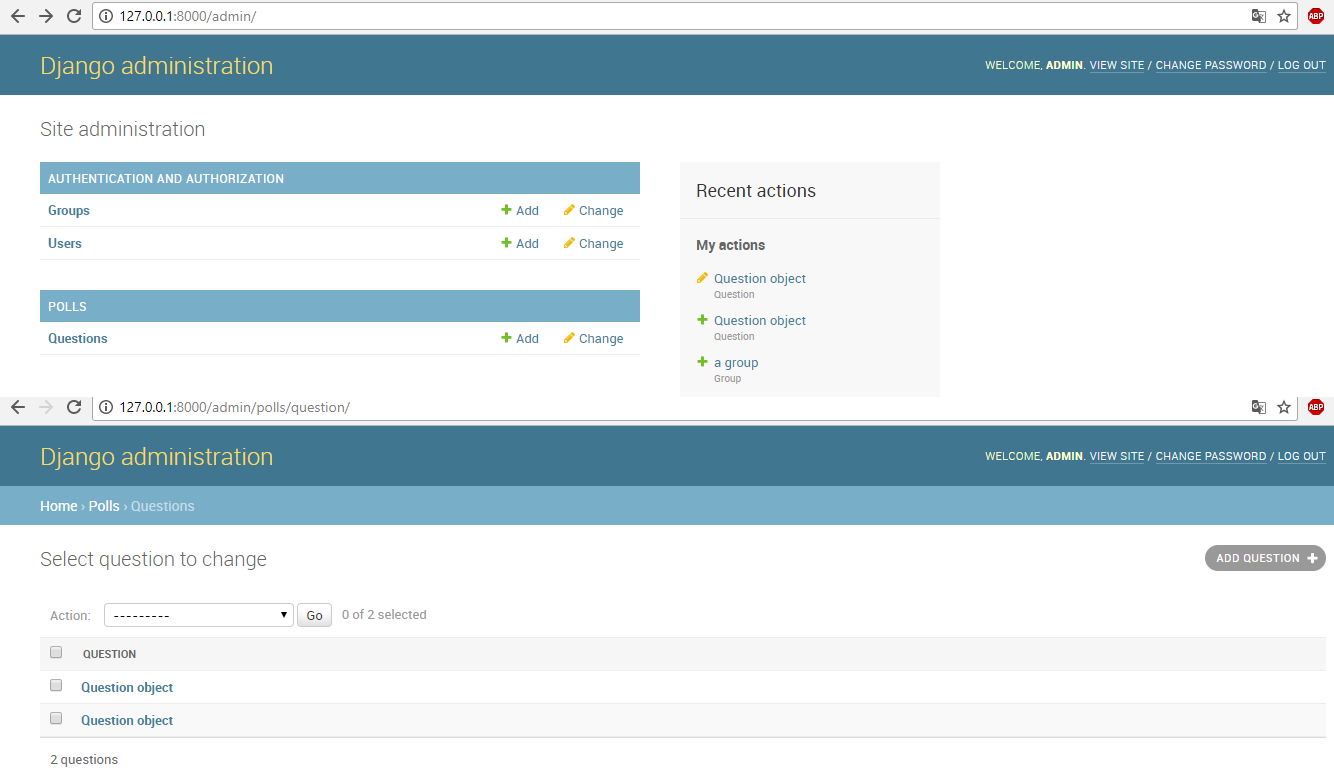 127.0.0.1:8000/admin/
ABP
Django administration
WELCOME, ADMIN. VIEW SITE / CHANGE PASSWORD / LOG OUT
Site administration
AUTHENTICATION AND AUTHORIZATION
Groups Add Change
Users Add Change
POLLS
Questions Add Change
Recent actions
My actions
Question object
Question
Question object
Question
a group
Group
127.0.0.1:8000/admin/polls/question/
ABP
Django administration
WELCOME, ADMIN. VIEW SITE / CHANGE PASSWORD / LOG OUT
Home › Polls › Questions
Select question to change
ADD QUESTION +
Action: --------- Go 0 of 2 selected
QUESTION
Question object
Question object
2 questions